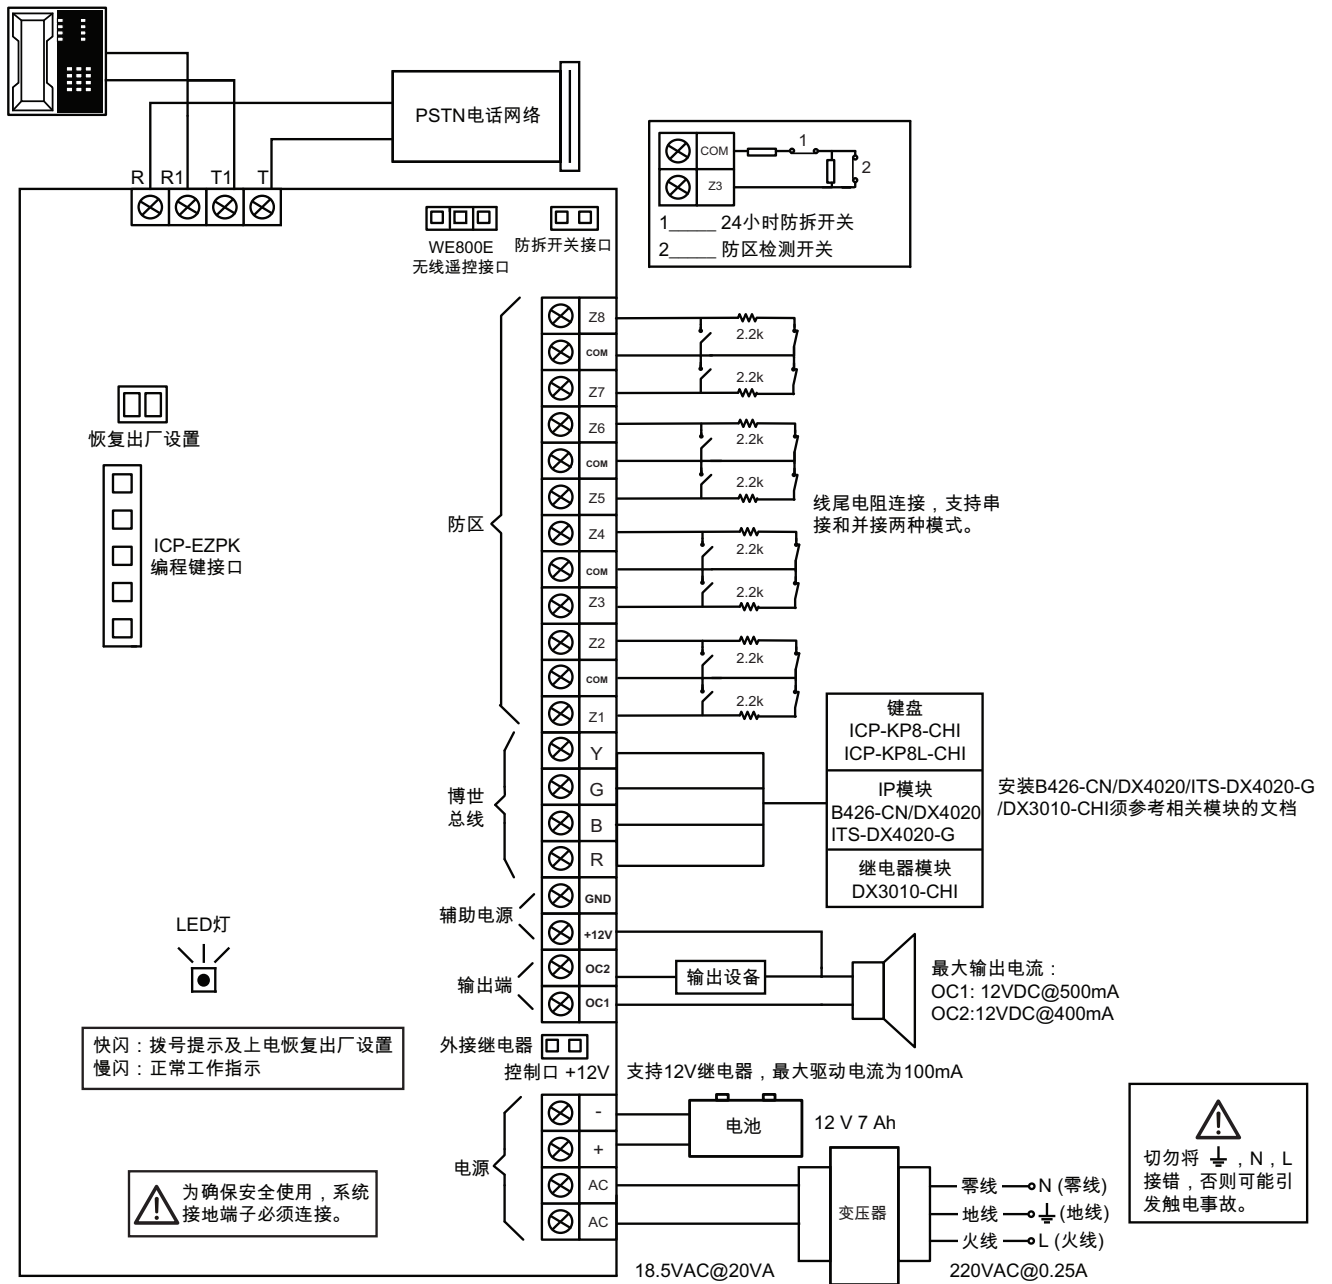 PSTN电话网络
R R1 T1 T
WE800E
无线遥控接口
防拆开关接口
COM
1
Z3
2
1_____ 24小时防拆开关
2_____ 防区检测开关
恢复出厂设置
ICP-EZPK
编程键接口
防区
Z8
2.2k
COM
2.2k
Z7
Z6
2.2k
COM
2.2k
Z5
Z4
2.2k
COM
2.2k
Z3
Z2
2.2k
COM
2.2k
Z1
线尾电阻连接，支持串
接和并接两种模式。
博世
总线
Y
G
B
R
键盘
ICP-KP8-CHI
ICP-KP8L-CHI
IP模块
B426-CN/DX4020
ITS-DX4020-G
继电器模块
DX3010-CHI
安装B426-CN/DX4020/ITS-DX4020-G
/DX3010-CHI须参考相关模块的文档
辅助电源
GND
+12V
输出端
OC2
OC1
输出设备
最大输出电流：
OC1: 12VDC@500mA
OC2:12VDC@400mA
LED灯
快闪：拨号提示及上电恢复出厂设置
慢闪：正常工作指示
外接继电器
控制口 +12V
支持12V继电器，最大驱动电流为100mA
电源
-
+
AC
AC
电池
12 V 7 Ah
变压器
零线 N (零线)
地线 (地线)
火线 L (火线)
18.5VAC@20VA
220VAC@0.25A
为确保安全使用，系统
接地端子必须连接。
切勿将 ⏚，N，L
接错，否则可能引
发触电事故。